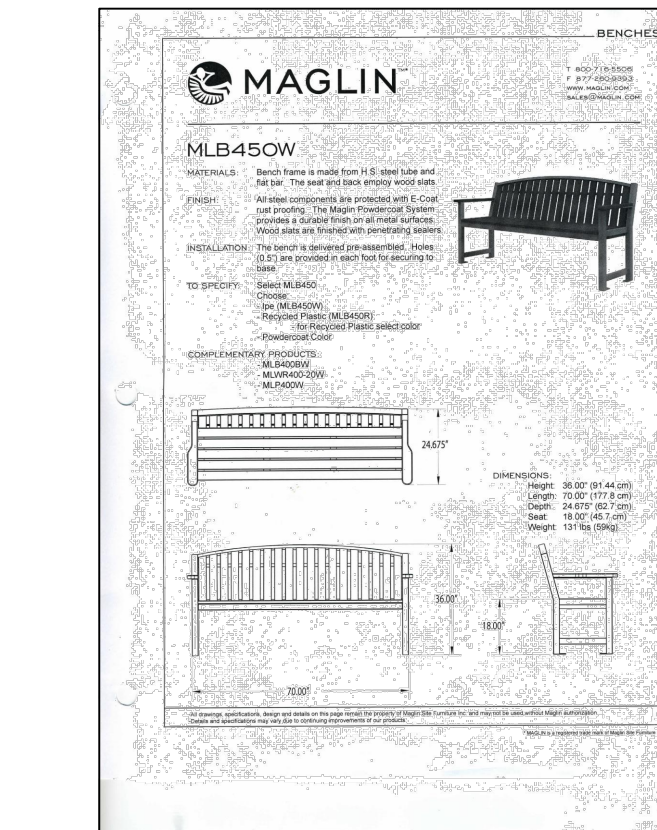 BENCHES
MAGLIN™
T 800-716-5506
F 877-260-9393
WWW.MAGLIN.COM
SALES@MAGLIN.COM
MLB450W
MATERIALS: Bench frame is made from H.S. steel tube and
flat bar. The seat and back employ wood slats.
FINISH: All steel components are protected with E-Coat
rust proofing. The Maglin Powdercoat System
provides a durable finish on all metal surfaces.
Wood slats are finished with penetrating sealers.
INSTALLATION: The bench is delivered pre-assembled. Holes
(0.5") are provided in each foot for securing to
base.
TO SPECIFY: Select MLB450
Choose:
- Ipe (MLB450W)
- Recycled Plastic (MLB450R)
- for Recycled Plastic select color
- Powdercoat Color
COMPLEMENTARY PRODUCTS:
- MLB400BW
- MLWR400-20W
- MLP400W
24.675"
DIMENSIONS:
Height: 36.00" (91.44 cm)
Length: 70.00" (177.8 cm)
Depth: 24.675" (62.7 cm)
Seat: 18.00" (45.7 cm)
Weight: 131 lbs (59kg)
36.00"
18.00"
70.00"
- All drawings, specifications, design and details on this page remain the property of Maglin Site Furniture Inc. and may not be used without Maglin authorization.
- Details and specifications may vary due to continuing improvements of our products.
* MAGLIN is a registered trade mark of Maglin Site Furniture